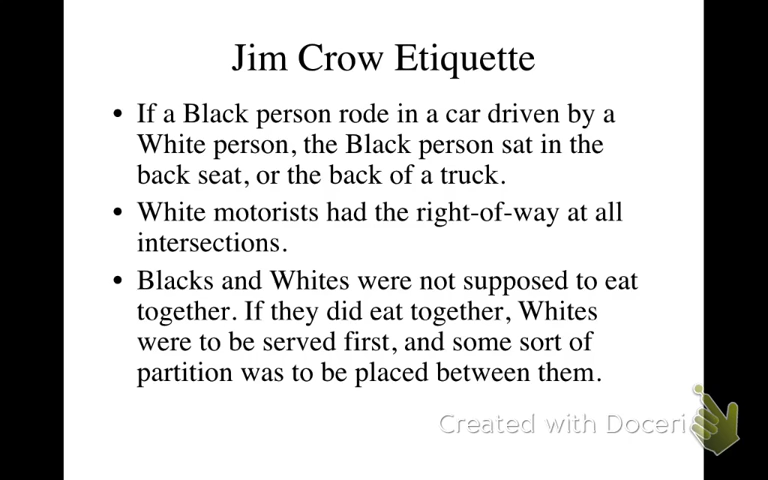 Jim Crow Etiquette
• If a Black person rode in a car driven by a
White person, the Black person sat in the
back seat, or the back of a truck.
• White motorists had the right-of-way at all
intersections.
• Blacks and Whites were not supposed to eat
together. If they did eat together, Whites
were to be served first, and some sort of
partition was to be placed between them.
Created with Doceri